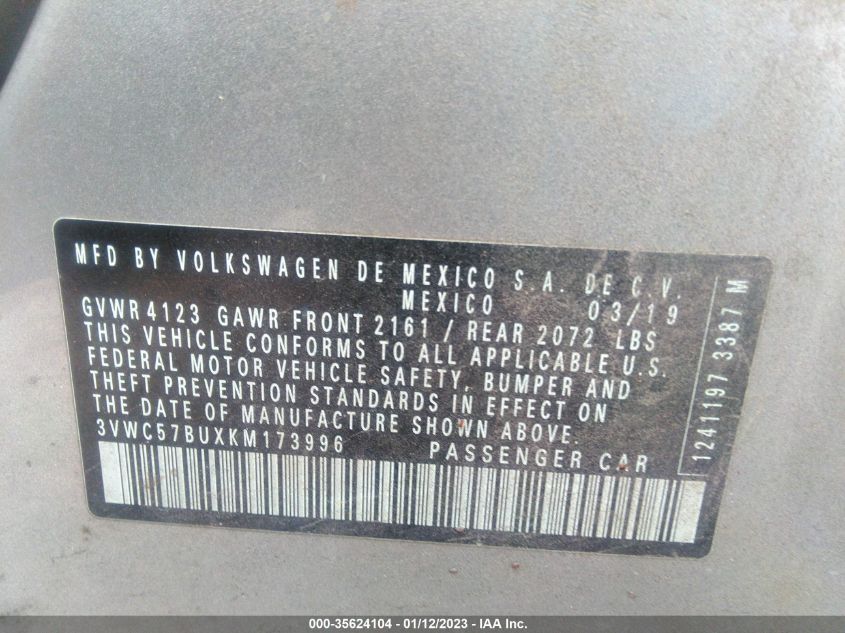 MFD BY VOLKSWAGEN DE MEXICO S.A. DE C.V.
MEXICO 03/19
GVWR 4123 GAWR FRONT 2161 / REAR 2072 LBS
THIS VEHICLE CONFORMS TO ALL APPLICABLE U.S.
FEDERAL MOTOR VEHICLE SAFETY, BUMPER AND
THEFT PREVENTION STANDARDS IN EFFECT ON
THE DATE OF MANUFACTURE SHOWN ABOVE.
3VWC57BUXKM173996 PASSENGER CAR
1241197 3387 M
000-35624104 - 01/12/2023 - IAA Inc.